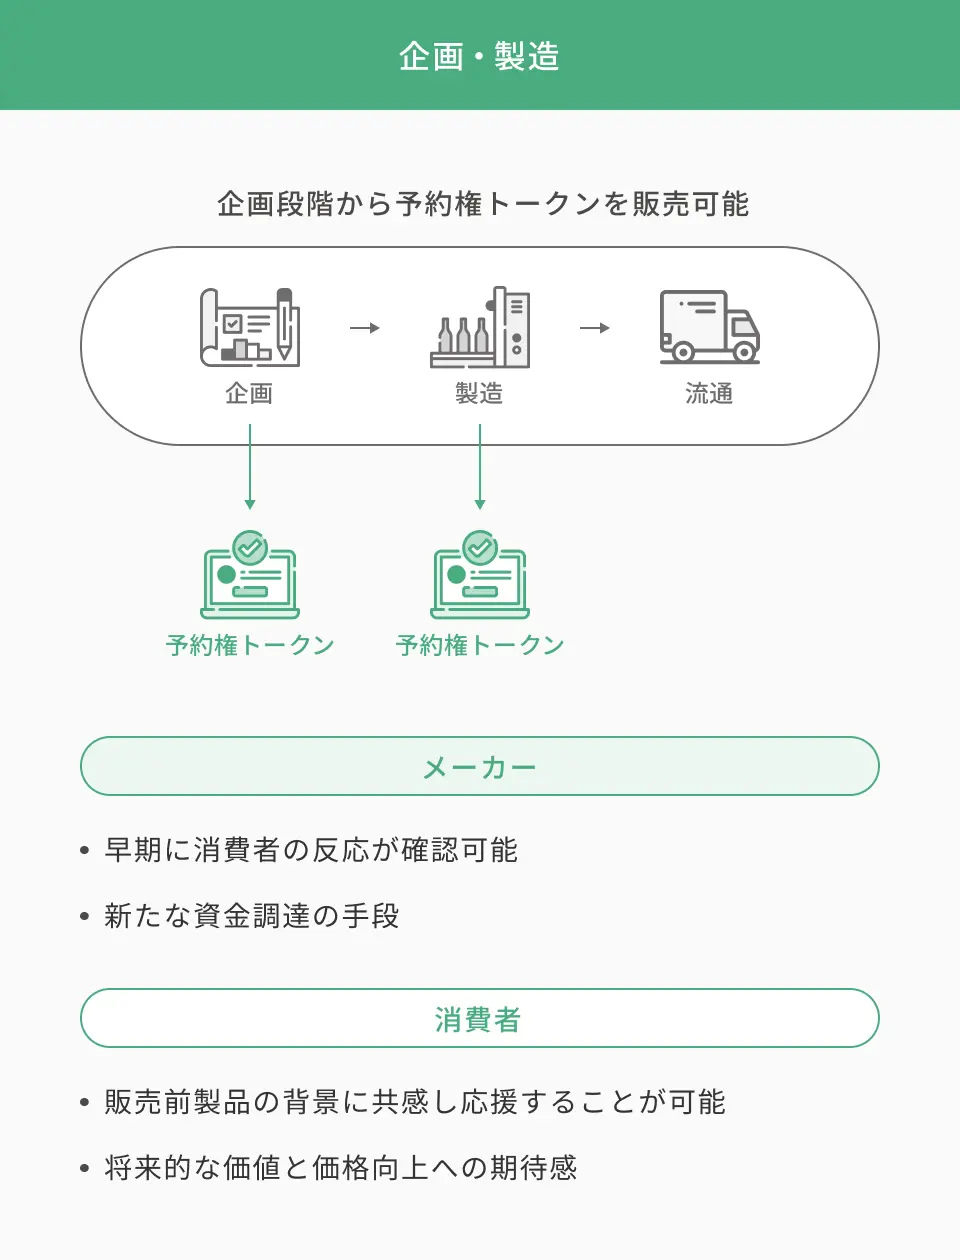 企画・製造
企画段階から予約権トークンを販売可能
企画
製造
流通
予約権トークン
予約権トークン
メーカー
• 早期に消費者の反応が確認可能
• 新たな資金調達の手段
消費者
• 販売前製品の背景に共感し応援することが可能
• 将来的な価値と価格向上への期待感